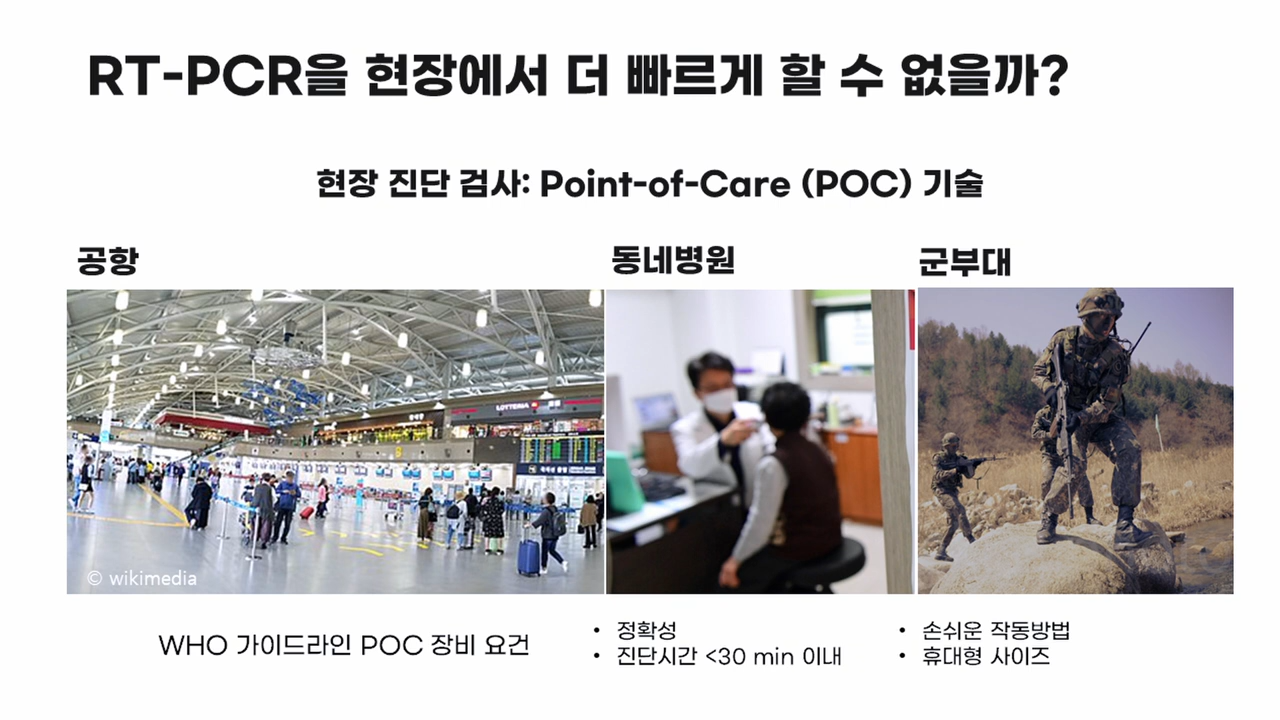 RT-PCR을 현장에서 더 빠르게 할 수 없을까?
현장 진단 검사: Point-of-Care (POC) 기술
공항
동네병원
군부대
LOTTERIA
© wikimedia
WHO 가이드라인 POC 장비 요건
• 정확성
• 진단시간 <30 min 이내
• 손쉬운 작동방법
• 휴대형 사이즈